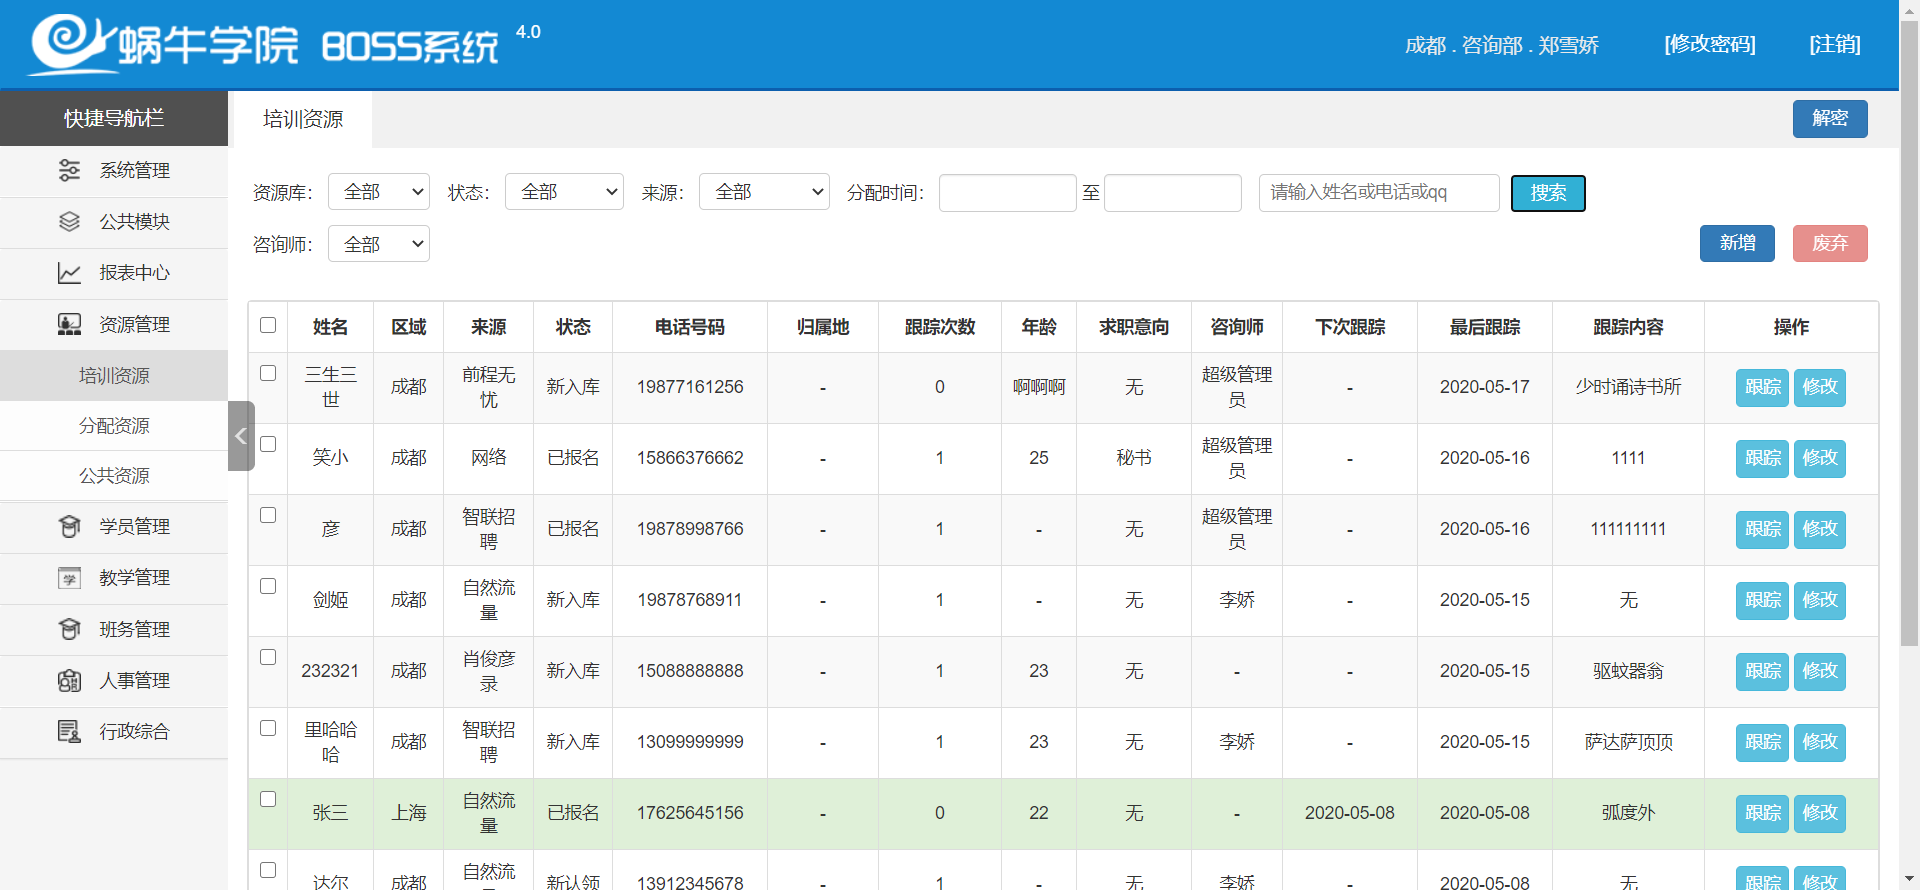 蜗牛学院 BOSS系统 4.0
成都 . 咨询部 . 郑雪娇 [修改密码] [注销]
快捷导航栏
系统管理
公共模块
报表中心
资源管理
培训资源
分配资源
公共资源
学员管理
教学管理
班务管理
人事管理
行政综合
培训资源 解密
资源库: 全部 状态: 全部 来源: 全部 分配时间: 至 请输入姓名或电话或qq 搜索
咨询师: 全部 新增 废弃
姓名 区域 来源 状态 电话号码 归属地 跟踪次数 年龄 求职意向 咨询师 下次跟踪 最后跟踪 跟踪内容 操作
三生三世 成都 前程无忧 新入库 19877161256 - 0 啊啊啊 无 超级管理员 - 2020-05-17 少时诵诗书所 跟踪 修改
笑小 成都 网络 已报名 15866376662 - 1 25 秘书 超级管理员 - 2020-05-16 1111 跟踪 修改
彦 成都 智联招聘 已报名 19878998766 - 1 - 无 超级管理员 - 2020-05-16 111111111 跟踪 修改
剑姬 成都 自然流量 新入库 19878768911 - 1 - 无 李娇 - 2020-05-15 无 跟踪 修改
232321 成都 肖俊彦录 新入库 15088888888 - 1 23 无 - - 2020-05-15 驱蚊器翁 跟踪 修改
里哈哈哈 成都 智联招聘 新入库 13099999999 - 1 23 无 李娇 - 2020-05-15 萨达萨顶顶 跟踪 修改
张三 上海 自然流量 已报名 17625645156 - 0 22 无 - 2020-05-08 2020-05-08 弧度外 跟踪 修改
达尔 成都 自然流 新认领 13912345678 - 1 - 无 李娇 - 2020-05-08 无 跟踪 修改